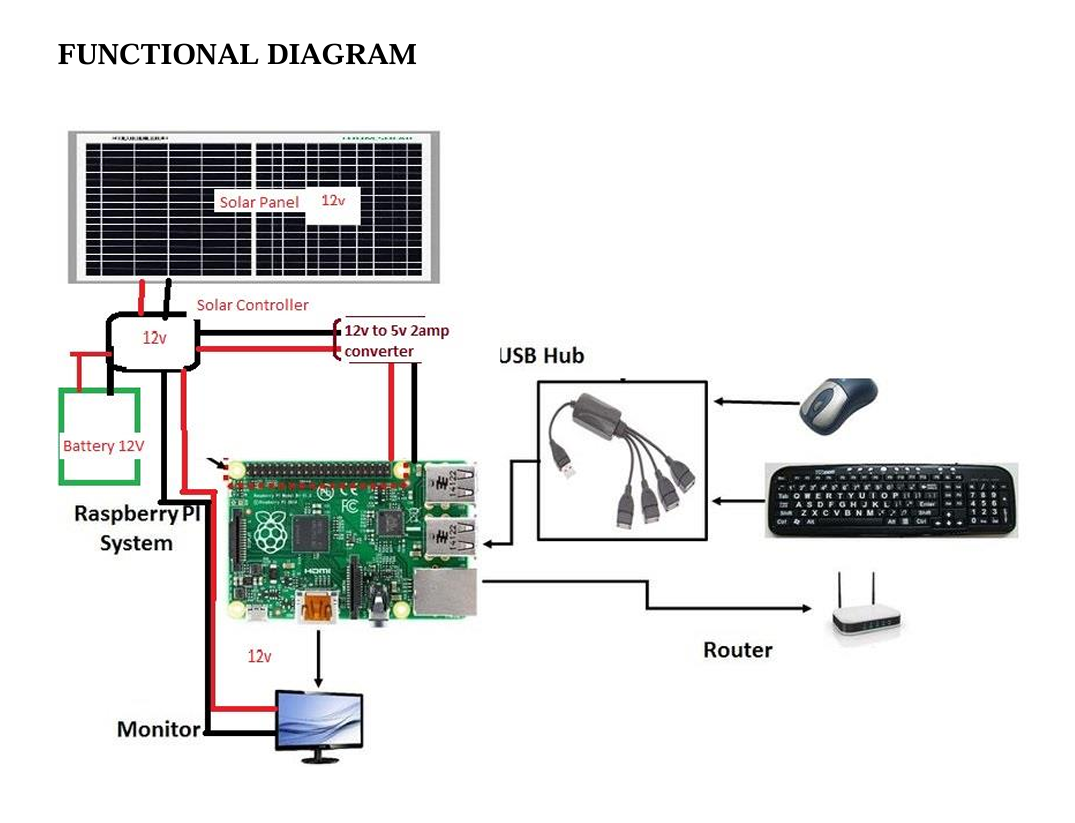 FUNCTIONAL DIAGRAM
Solar Panel 12v
Solar Controller
12v
12v to 5v 2amp
converter
USB Hub
Battery 12V
Raspberry PI
System
HDMI
12v
Router
Monitor